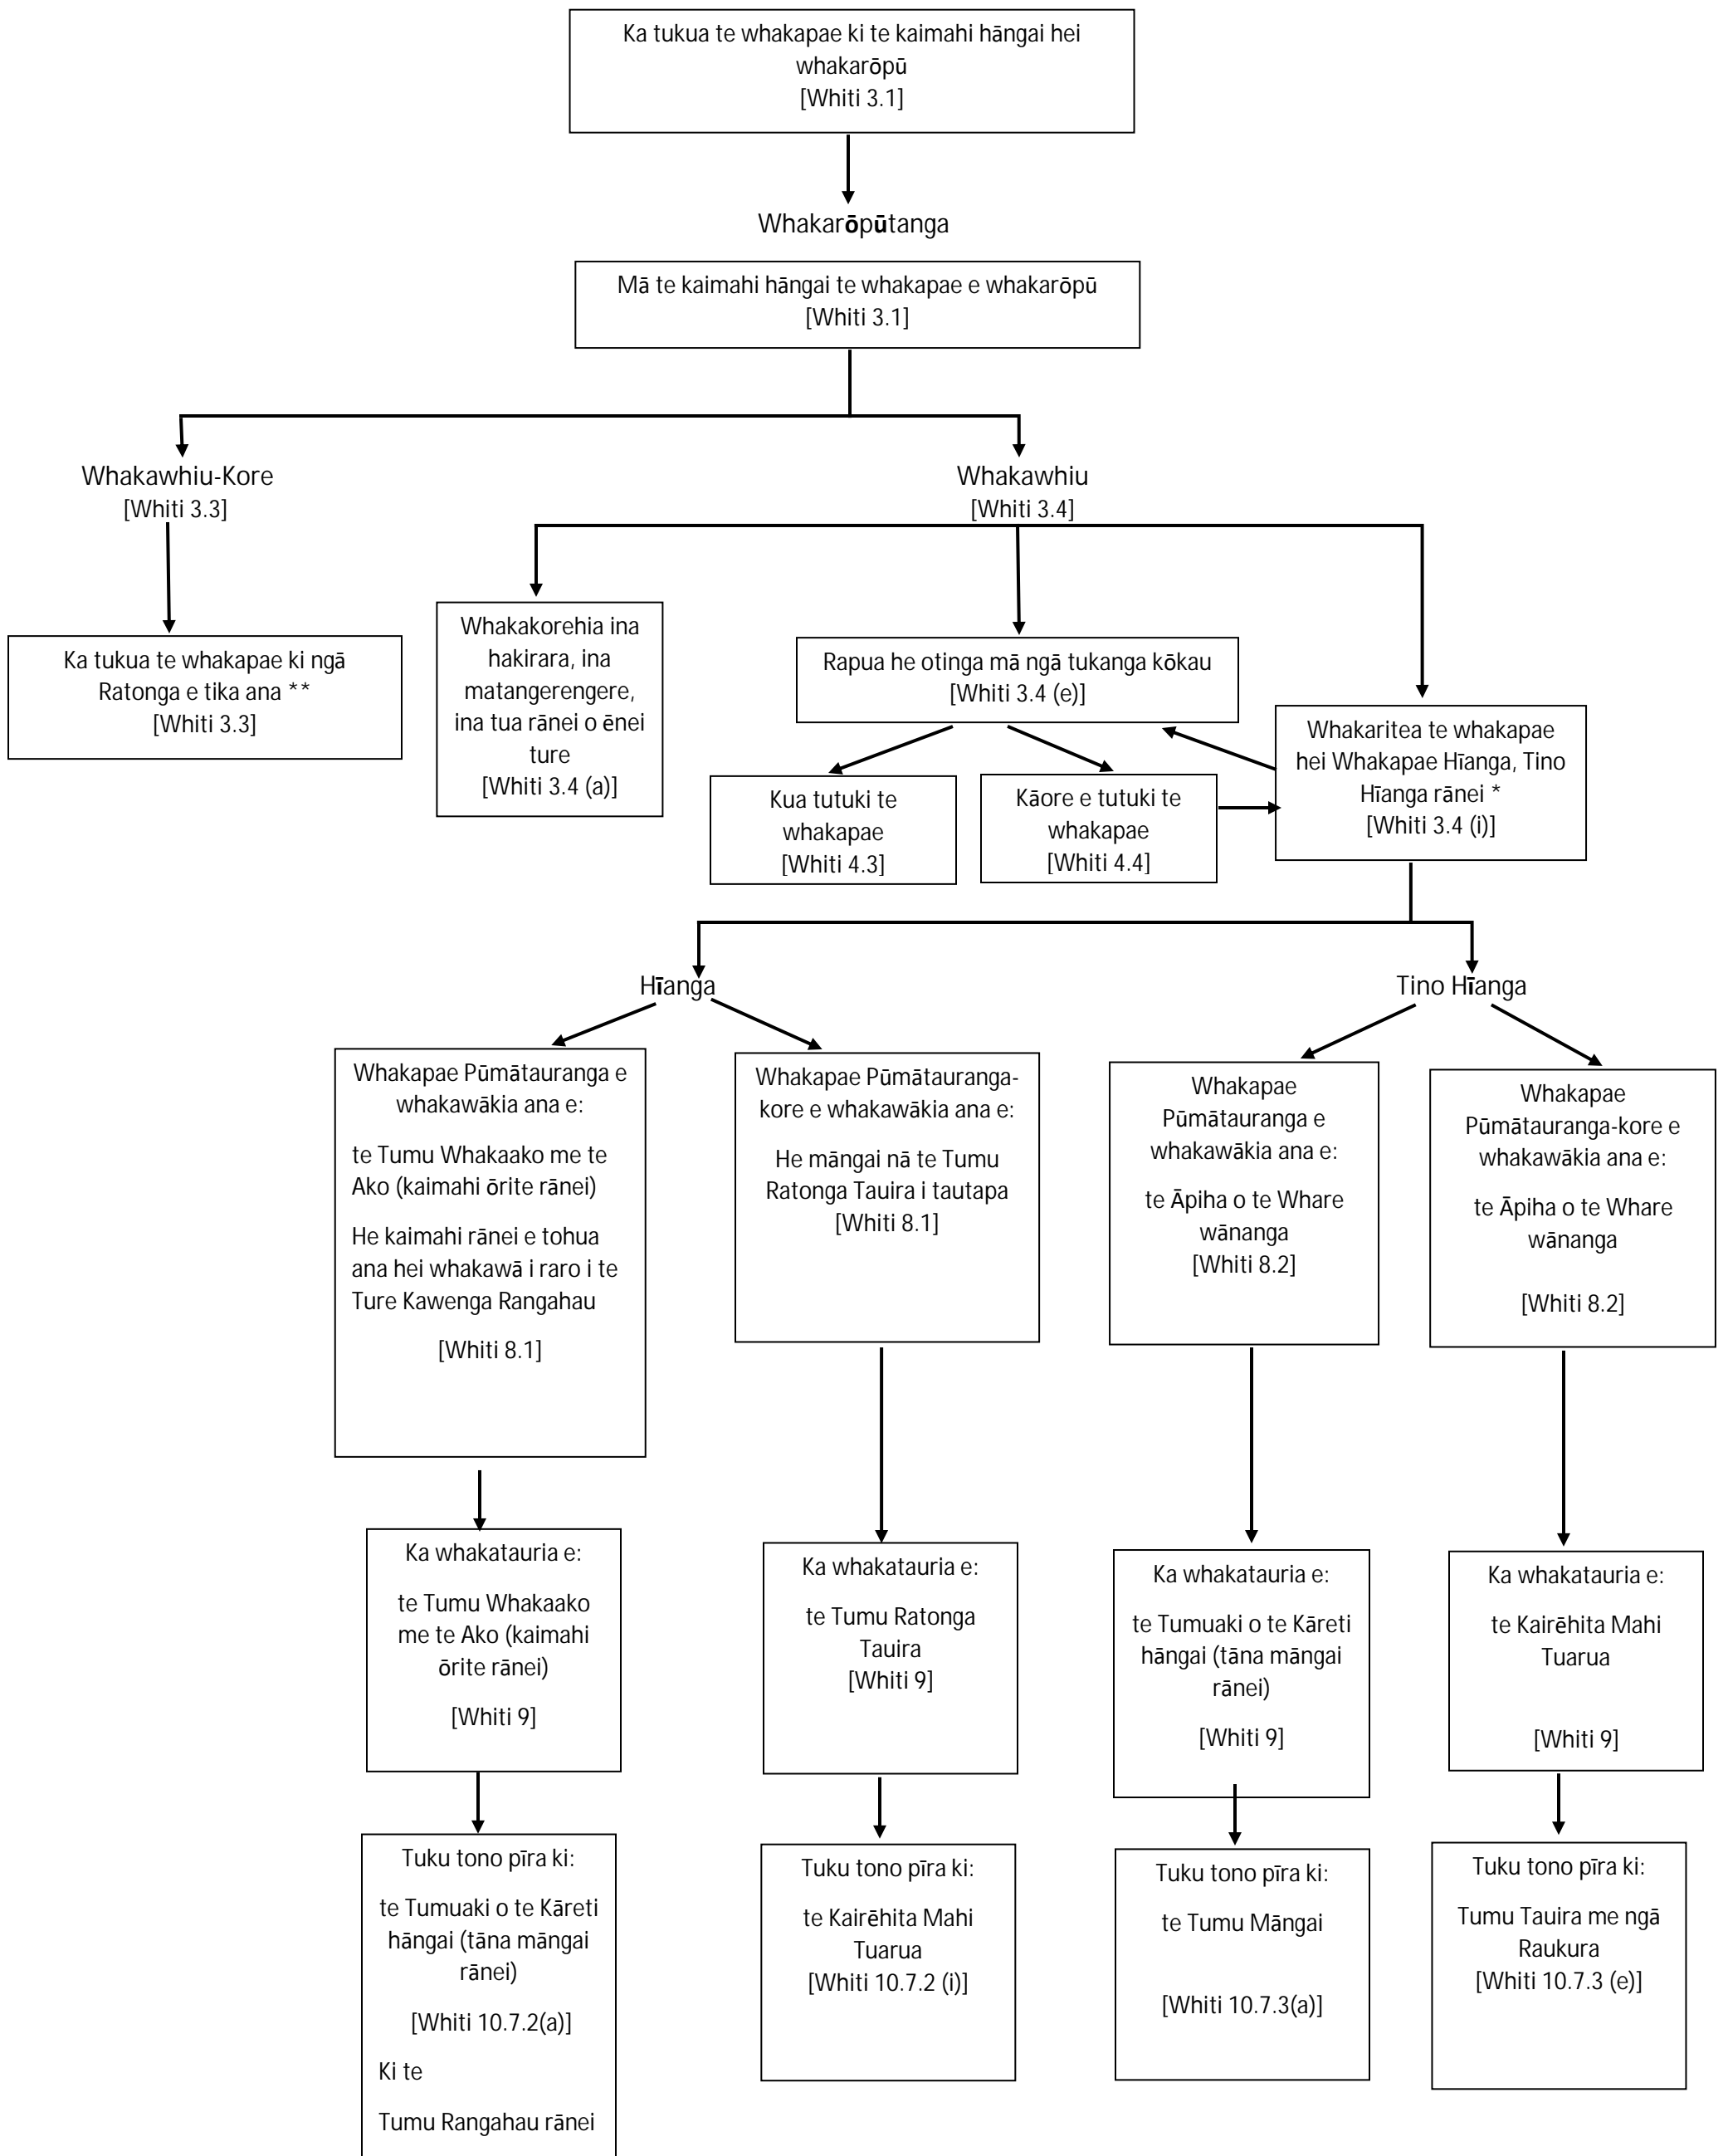 Ka tukua te whakapae ki te kaimahi hāngai hei
whakarōpū
[Whiti 3.1]
Whakarōpūtanga
Mā te kaimahi hāngai te whakapae e whakarōpū
[Whiti 3.1]
Whakawhiu-Kore
[Whiti 3.3]
Whakawhiu
[Whiti 3.4]
Ka tukua te whakapae ki ngā
Ratonga e tika ana **
[Whiti 3.3]
Whakakorehia ina
hakirara, ina
matangerengere,
ina tua rānei o ēnei
ture
[Whiti 3.4 (a)]
Rapua he otinga mā ngā tukanga kōkau
[Whiti 3.4 (e)]
Whakaritea te whakapae
hei Whakapae Hīanga, Tino
Hīanga rānei *
[Whiti 3.4 (i)]
Kua tutuki te
whakapae
[Whiti 4.3]
Kāore e tutuki te
whakapae
[Whiti 4.4]
Hīanga
Tino Hīanga
Whakapae Pūmātauranga e
whakawākia ana e:
te Tumu Whakaako me te
Ako (kaimahi ōrite rānei)
He kaimahi rānei e tohua
ana hei whakawā i raro i te
Ture Kawenga Rangahau
[Whiti 8.1]
Whakapae Pūmātauranga-
kore e whakawākia ana e:
He māngai nā te Tumu
Ratonga Tauira i tautapa
[Whiti 8.1]
Whakapae
Pūmātauranga e
whakawākia ana e:
te Āpiha o te Whare
wānanga
[Whiti 8.2]
Whakapae
Pūmātauranga-kore e
whakawākia ana e:
te Āpiha o te Whare
wānanga
[Whiti 8.2]
Ka whakatauria e:
te Tumu Whakaako
me te Ako (kaimahi
ōrite rānei)
[Whiti 9]
Ka whakatauria e:
te Tumu Ratonga
Tauira
[Whiti 9]
Ka whakatauria e:
te Tumuaki o te Kāreti
hāngai (tāna māngai
rānei)
[Whiti 9]
Ka whakatauria e:
te Kairēhita Mahi
Tuarua
[Whiti 9]
Tuku tono pīra ki:
te Tumuaki o te Kāreti
hāngai (tāna māngai
rānei)
[Whiti 10.7.2(a)]
Ki te
Tumu Rangahau rānei
Tuku tono pīra ki:
te Kairēhita Mahi
Tuarua
[Whiti 10.7.2 (i)]
Tuku tono pīra ki:
te Tumu Māngai
[Whiti 10.7.3(a)]
Tuku tono pīra ki:
Tumu Tauira me ngā
Raukura
[Whiti 10.7.3 (e)]